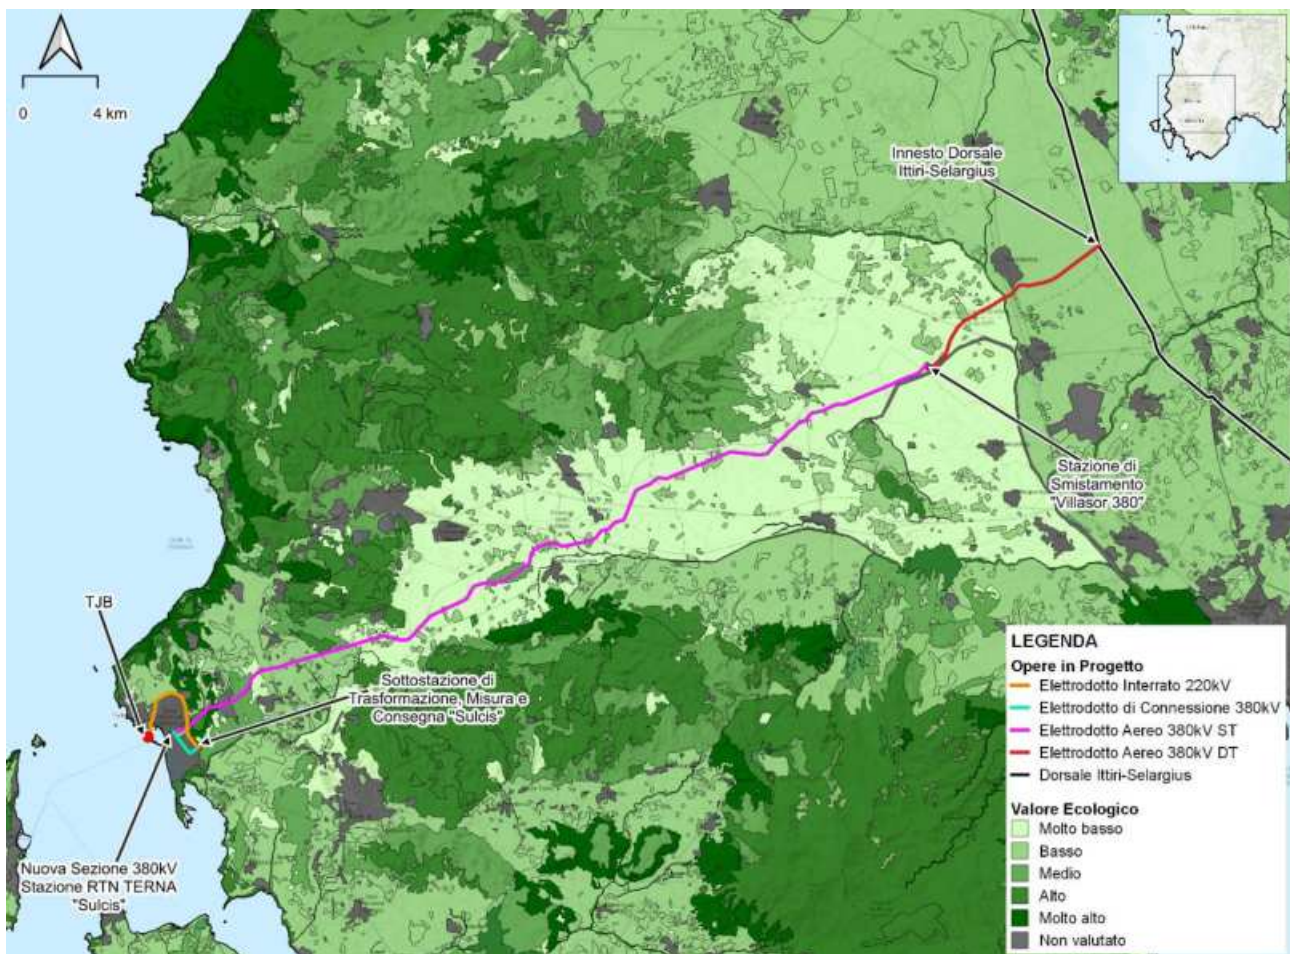 0 4 km
Innesto Dorsale
Ittiri-Selargius
Stazione di
Smistamento
"Villasor 380"
TJB
Sottostazione di
Trasformazione, Misura e
Consegna "Sulcis"
Nuova Sezione 380kV
Stazione RTN TERNA
"Sulcis"
LEGENDA
Opere in Progetto
Elettrodotto Interrato 220kV
Elettrodotto di Connessione 380kV
Elettrodotto Aereo 380kV ST
Elettrodotto Aereo 380kV DT
Dorsale Ittiri-Selargius
Valore Ecologico
Molto basso
Basso
Medio
Alto
Molto alto
Non valutato